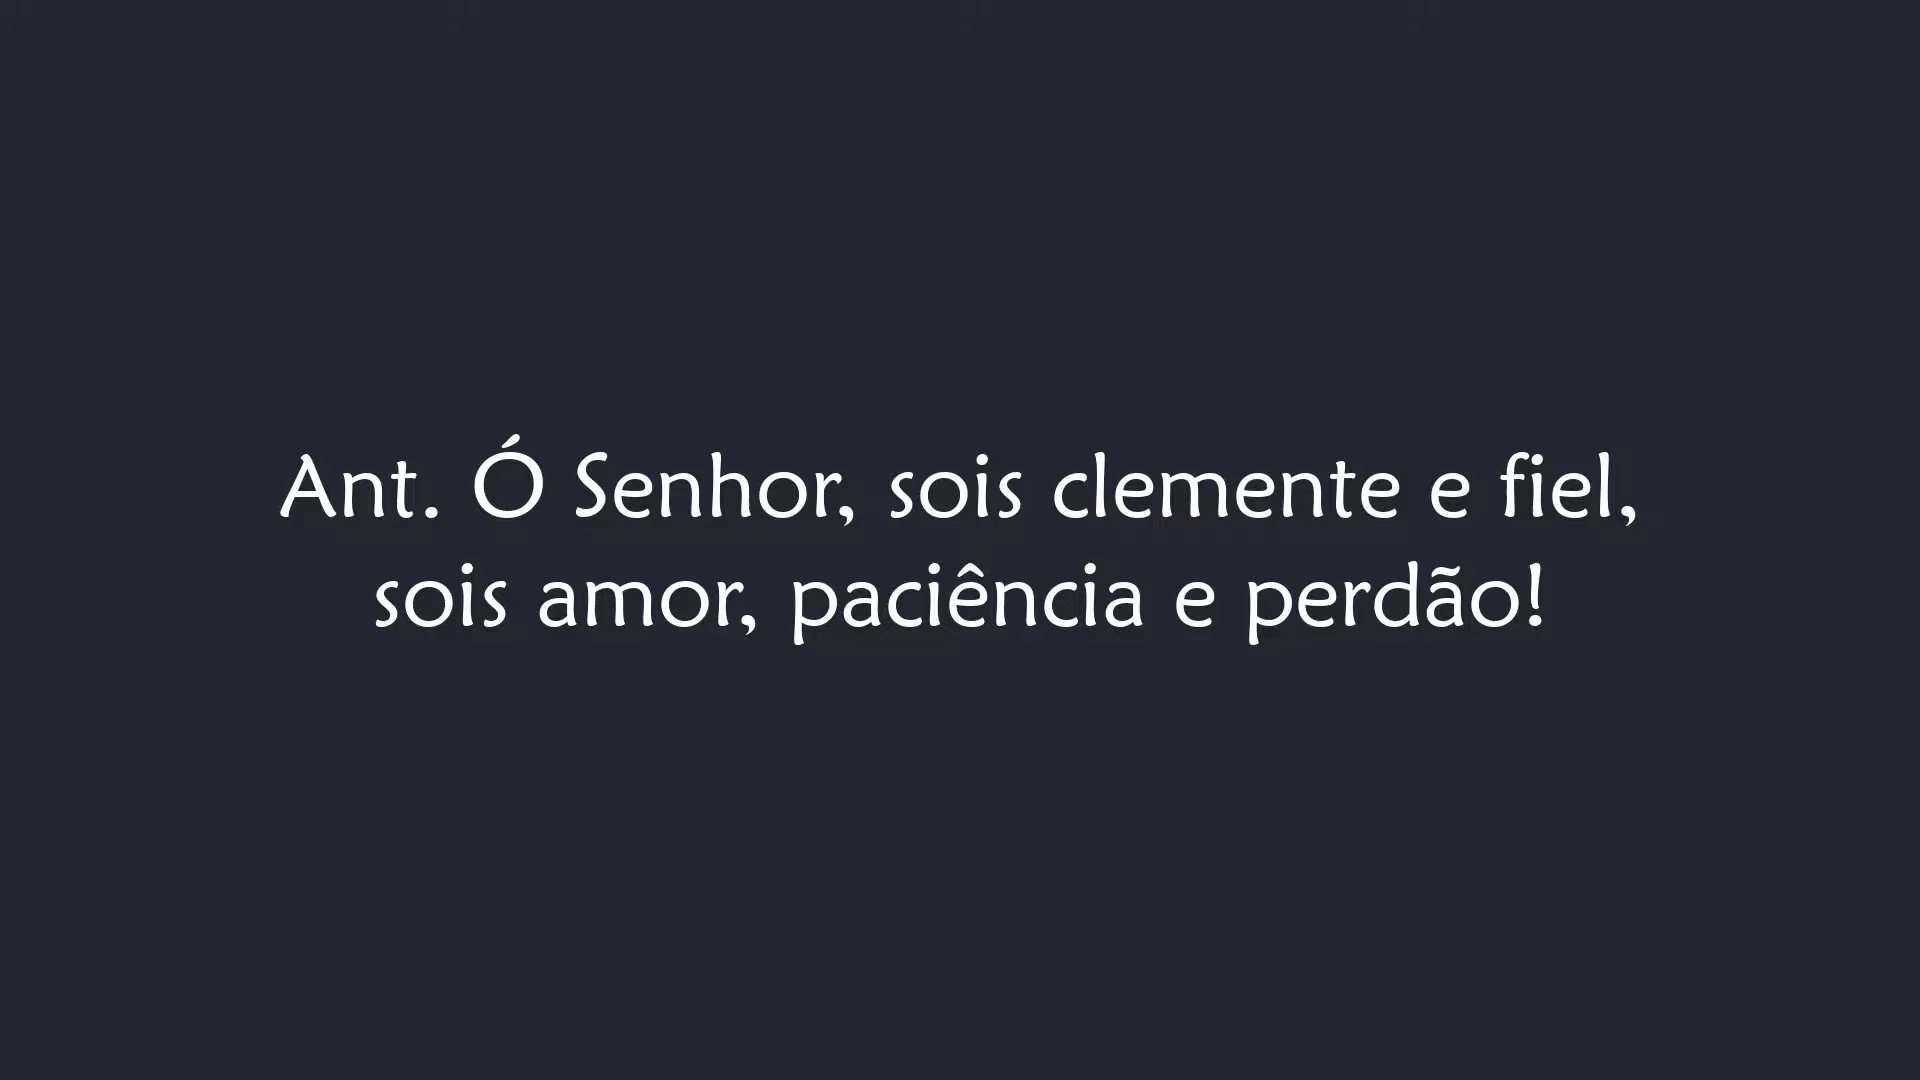 Ant. Ó Senhor, sois clemente e fiel,
sois amor, paciência e perdão!